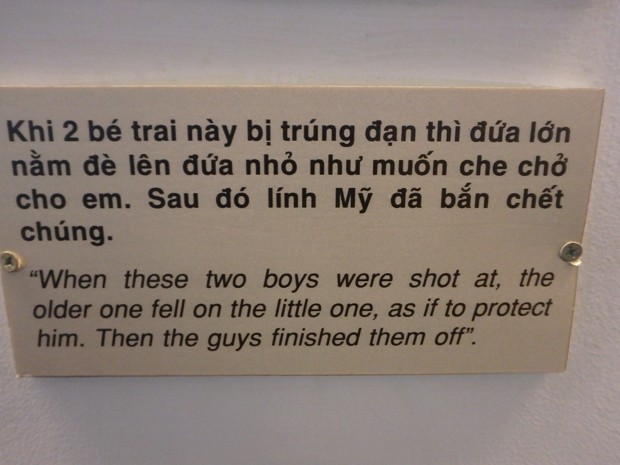 Khi 2 bé trai này bị trúng đạn thì đứa lớn
nằm đè lên đứa nhỏ như muốn che chở
cho em. Sau đó lính Mỹ đã bắn chết
chúng.
“When these two boys were shot at, the
older one fell on the little one, as if to protect
him. Then the guys finished them off”.